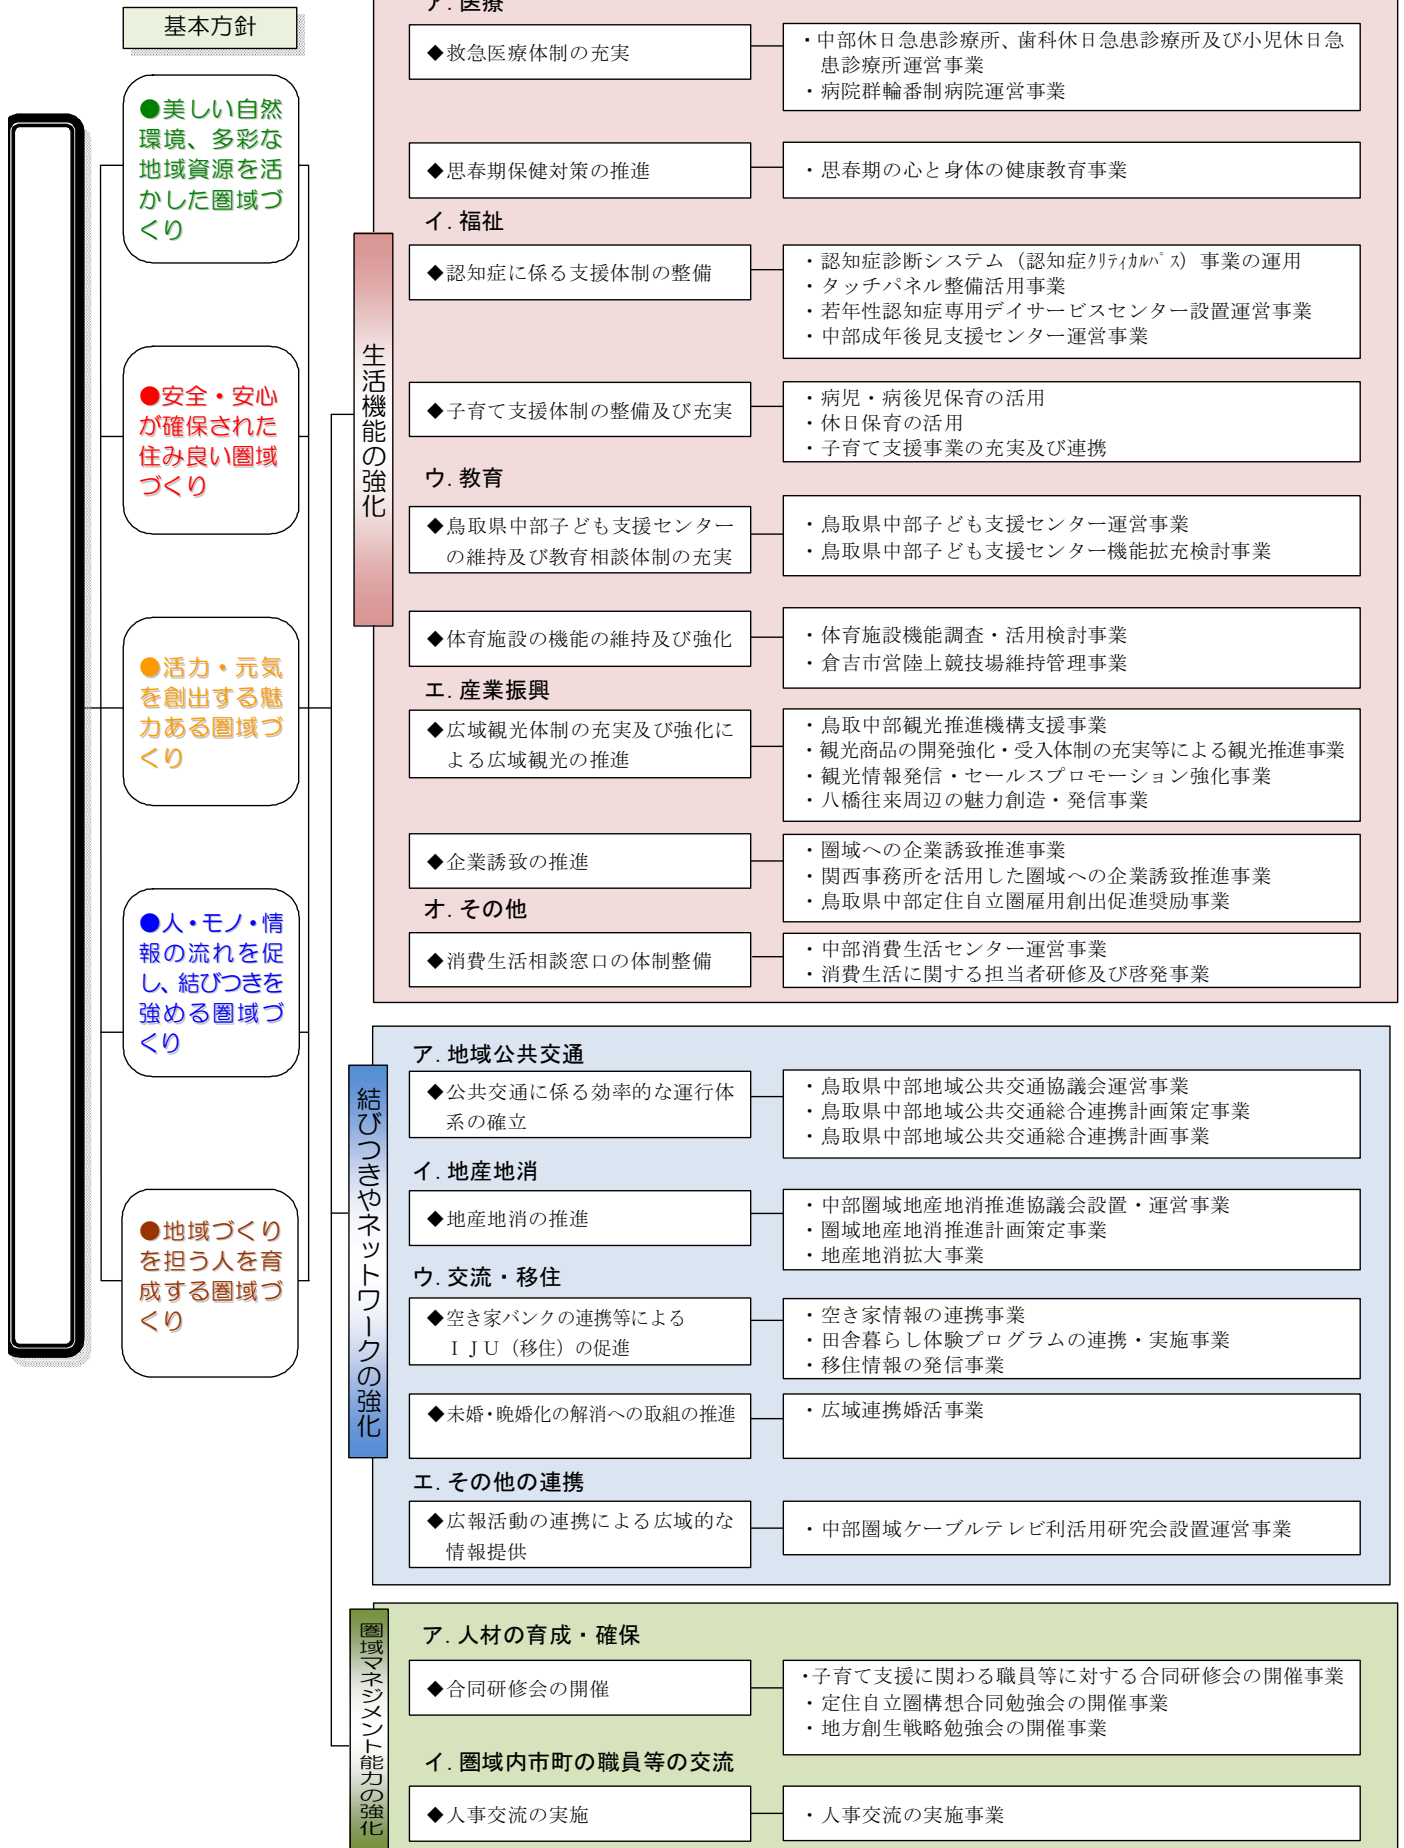 基本方針
●美しい自然
環境、多彩な
地域資源を活
かした圏域づ
くり
●安全・安心
が確保された
住み良い圏域
づくり
●活力・元気
を創出する魅
力ある圏域づ
くり
●人・モノ・情
報の流れを促
し、結びつきを
強める圏域づ
くり
●地域づくり
を担う人を育
成する圏域づ
くり
生活機能の強化
ア．医療
◆救急医療体制の充実
・中部休日急患診療所、歯科休日急患診療所及び小児休日急
患診療所運営事業
・病院群輪番制病院運営事業
◆思春期保健対策の推進
・思春期の心と身体の健康教育事業
イ．福祉
◆認知症に係る支援体制の整備
・認知症診断システム（認知症ｸﾘﾃｨｶﾙﾊﾟｽ）事業の運用
・タッチパネル整備活用事業
・若年性認知症専用デイサービスセンター設置運営事業
・中部成年後見支援センター運営事業
◆子育て支援体制の整備及び充実
・病児・病後児保育の活用
・休日保育の活用
・子育て支援事業の充実及び連携
ウ．教育
◆鳥取県中部子ども支援センター
の維持及び教育相談体制の充実
・鳥取県中部子ども支援センター運営事業
・鳥取県中部子ども支援センター機能拡充検討事業
◆体育施設の機能の維持及び強化
・体育施設機能調査・活用検討事業
・倉吉市営陸上競技場維持管理事業
エ．産業振興
◆広域観光体制の充実及び強化に
よる広域観光の推進
・鳥取中部観光推進機構支援事業
・観光商品の開発強化・受入体制の充実等による観光推進事業
・観光情報発信・セールスプロモーション強化事業
・八橋往来周辺の魅力創造・発信事業
◆企業誘致の推進
・圏域への企業誘致推進事業
・関西事務所を活用した圏域への企業誘致推進事業
・鳥取中部定住自立圏雇用創出促進奨励事業
オ．その他
◆消費生活相談窓口の体制整備
・中部消費生活センター運営事業
・消費生活に関する担当者研修及び啓発事業
結びつきやネットワークの強化
ア．地域公共交通
◆公共交通に係る効率的な運行体
系の確立
・鳥取県中部地域公共交通協議会運営事業
・鳥取県中部地域公共交通総合連携計画策定事業
・鳥取県中部地域公共交通総合連携計画事業
イ．地産地消
◆地産地消の推進
・中部圏域地産地消推進協議会設置・運営事業
・圏域地産地消推進計画策定事業
・地産地消拡大事業
ウ．交流・移住
◆空き家バンクの連携等による
ＩＪＵ（移住）の促進
・空き家情報の連携事業
・田舎暮らし体験プログラムの連携・実施事業
・移住情報の発信事業
◆未婚・晩婚化の解消への取組の推進
・広域連携婚活事業
エ．その他の連携
◆広報活動の連携による広域的な
情報提供
・中部圏域ケーブルテレビ利活用研究会設置運営事業
圏域マネジメント能力の強化
ア．人材の育成・確保
◆合同研修会の開催
・子育て支援に関わる職員等に対する合同研修会の開催事業
・定住自立圏構想合同勉強会の開催事業
・地方創生戦略勉強会の開催事業
イ．圏域内市町の職員等の交流
◆人事交流の実施
・人事交流の実施事業